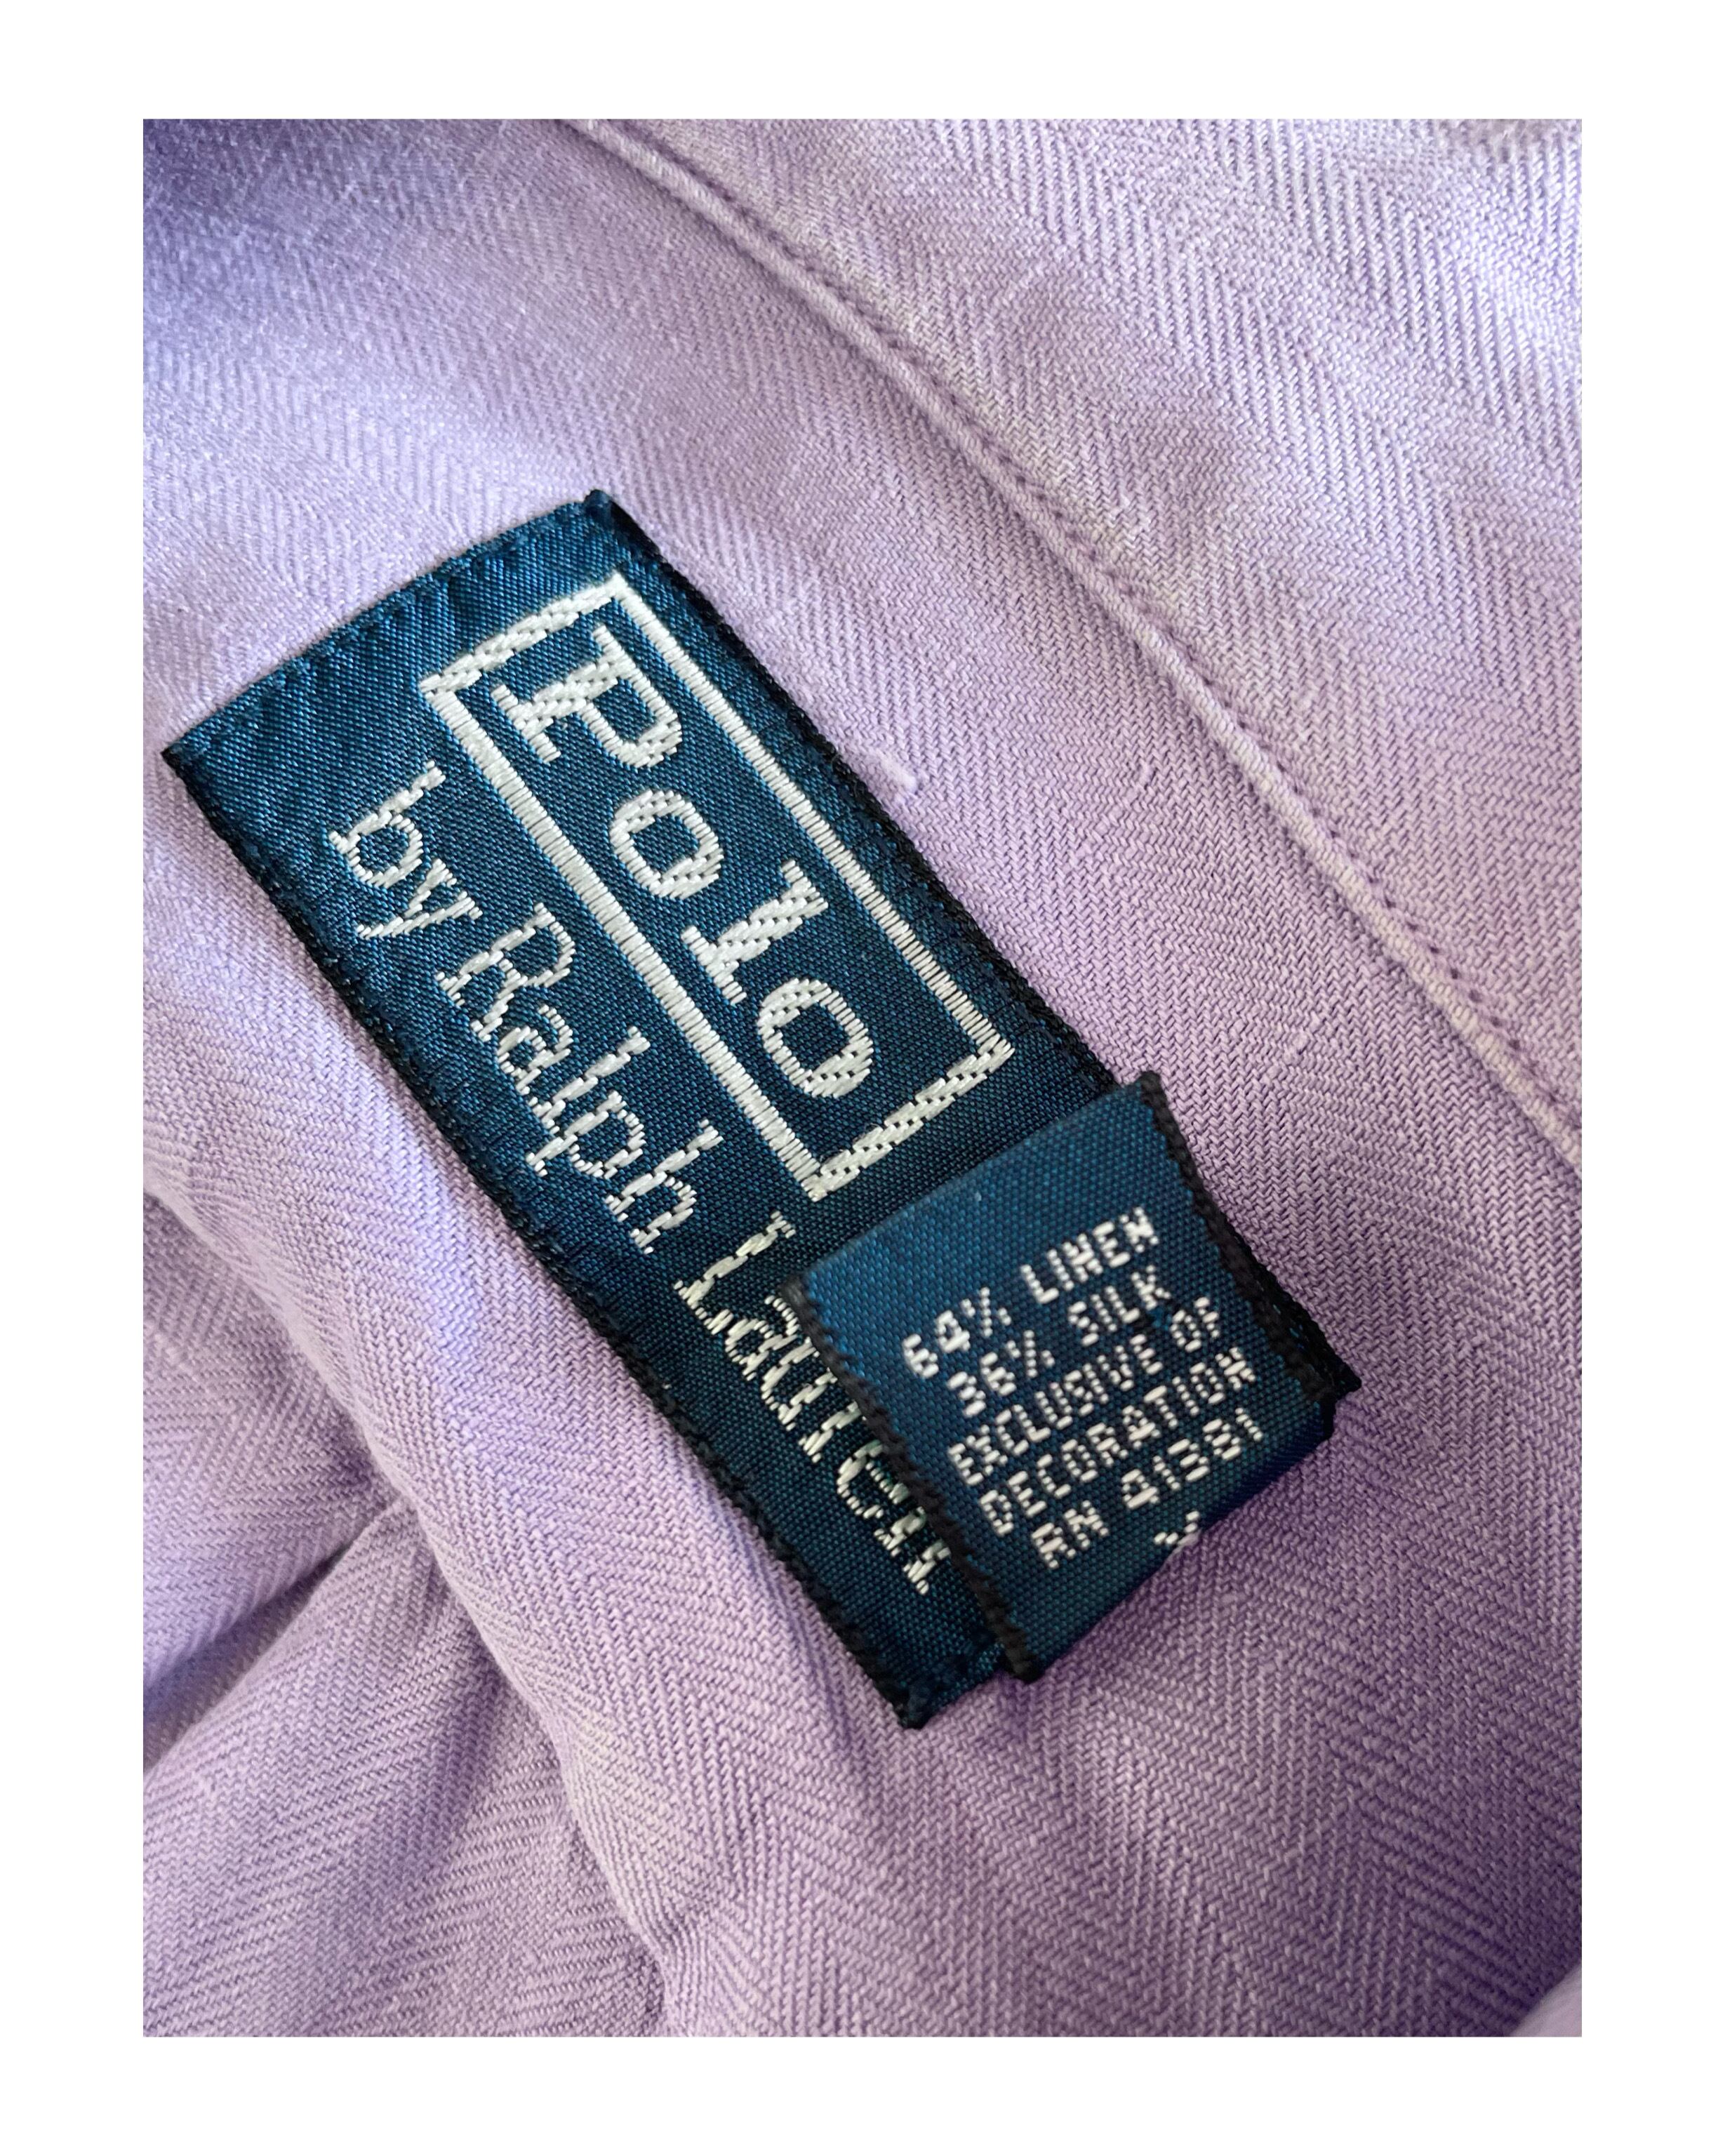 Polo
by Ralph Lauren
64% LINEN
36% SILK
EXCLUSIVE OF
DECORATION
RN 41381